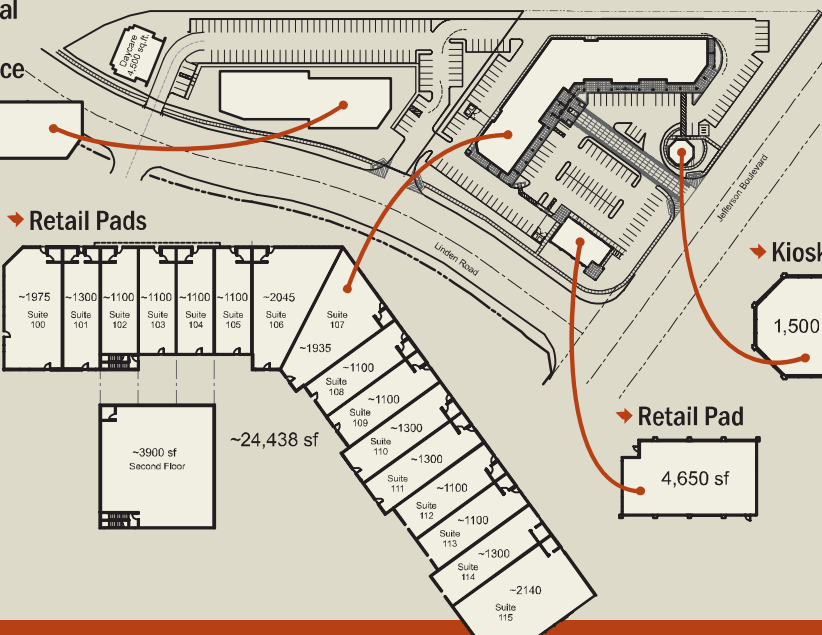 al
ce
Daycare
4,500 sq.ft.
Jefferson Boulevard
Linden Road
Retail Pads
Kiosk
1,500
~1975
Suite
100
~1300
Suite
101
~1100
Suite
102
~1100
Suite
103
~1100
Suite
104
~1100
Suite
105
~2045
Suite
106
Suite
107
~1935
~1100
Suite
108
~1100
Suite
109
~1300
Suite
110
~1300
Suite
111
~1100
Suite
112
~1100
Suite
113
~1300
Suite
114
~2140
Suite
115
~3900 sf
Second Floor
~24,438 sf
Retail Pad
4,650 sf